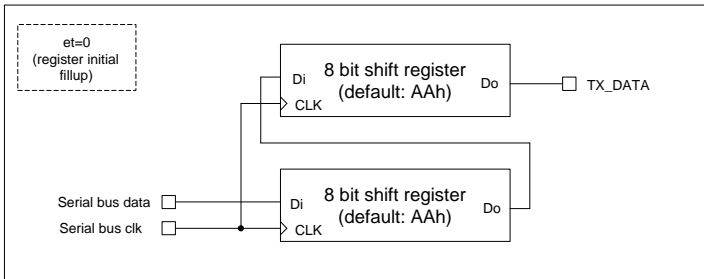 et=0
(register initial
fillup)
8 bit shift register
(default: AAh)
Di
Do
CLK
TX_DATA
8 bit shift register
(default: AAh)
Di
Do
CLK
Serial bus data
Serial bus clk